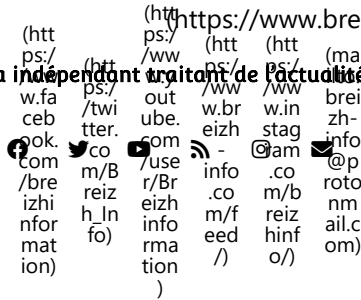 (https://www.bre
a indépendant traitant de l'actualité
(htt
ps:/
/ww
w.fa
ceb
ook.
com
/bre
izhi
nfor
mat
ion)
(htt
ps:/
/twi
tter.
co
m/B
reiz
h_In
fo)
(htt
ps:/
/ww
w.y
out
ube.
com
/use
r/Br
eizh
info
rma
tion
)
(htt
ps:/
/ww
w.br
eizh
-
info
.co
m/f
eed
/)
(htt
ps:/
/ww
w.in
stag
ram
.co
m/b
reiz
hinf
o/)
(ma
brei
zh-
info
@p
roto
nm
ail.c
om)